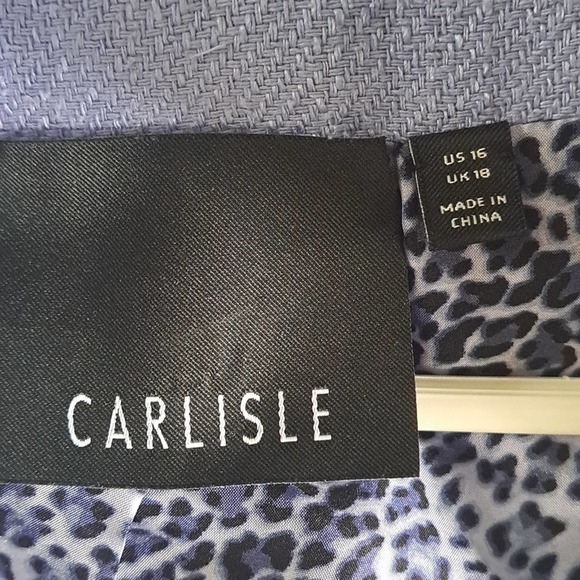 US 16
UK 18
MADE IN
CHINA
CARLISLE